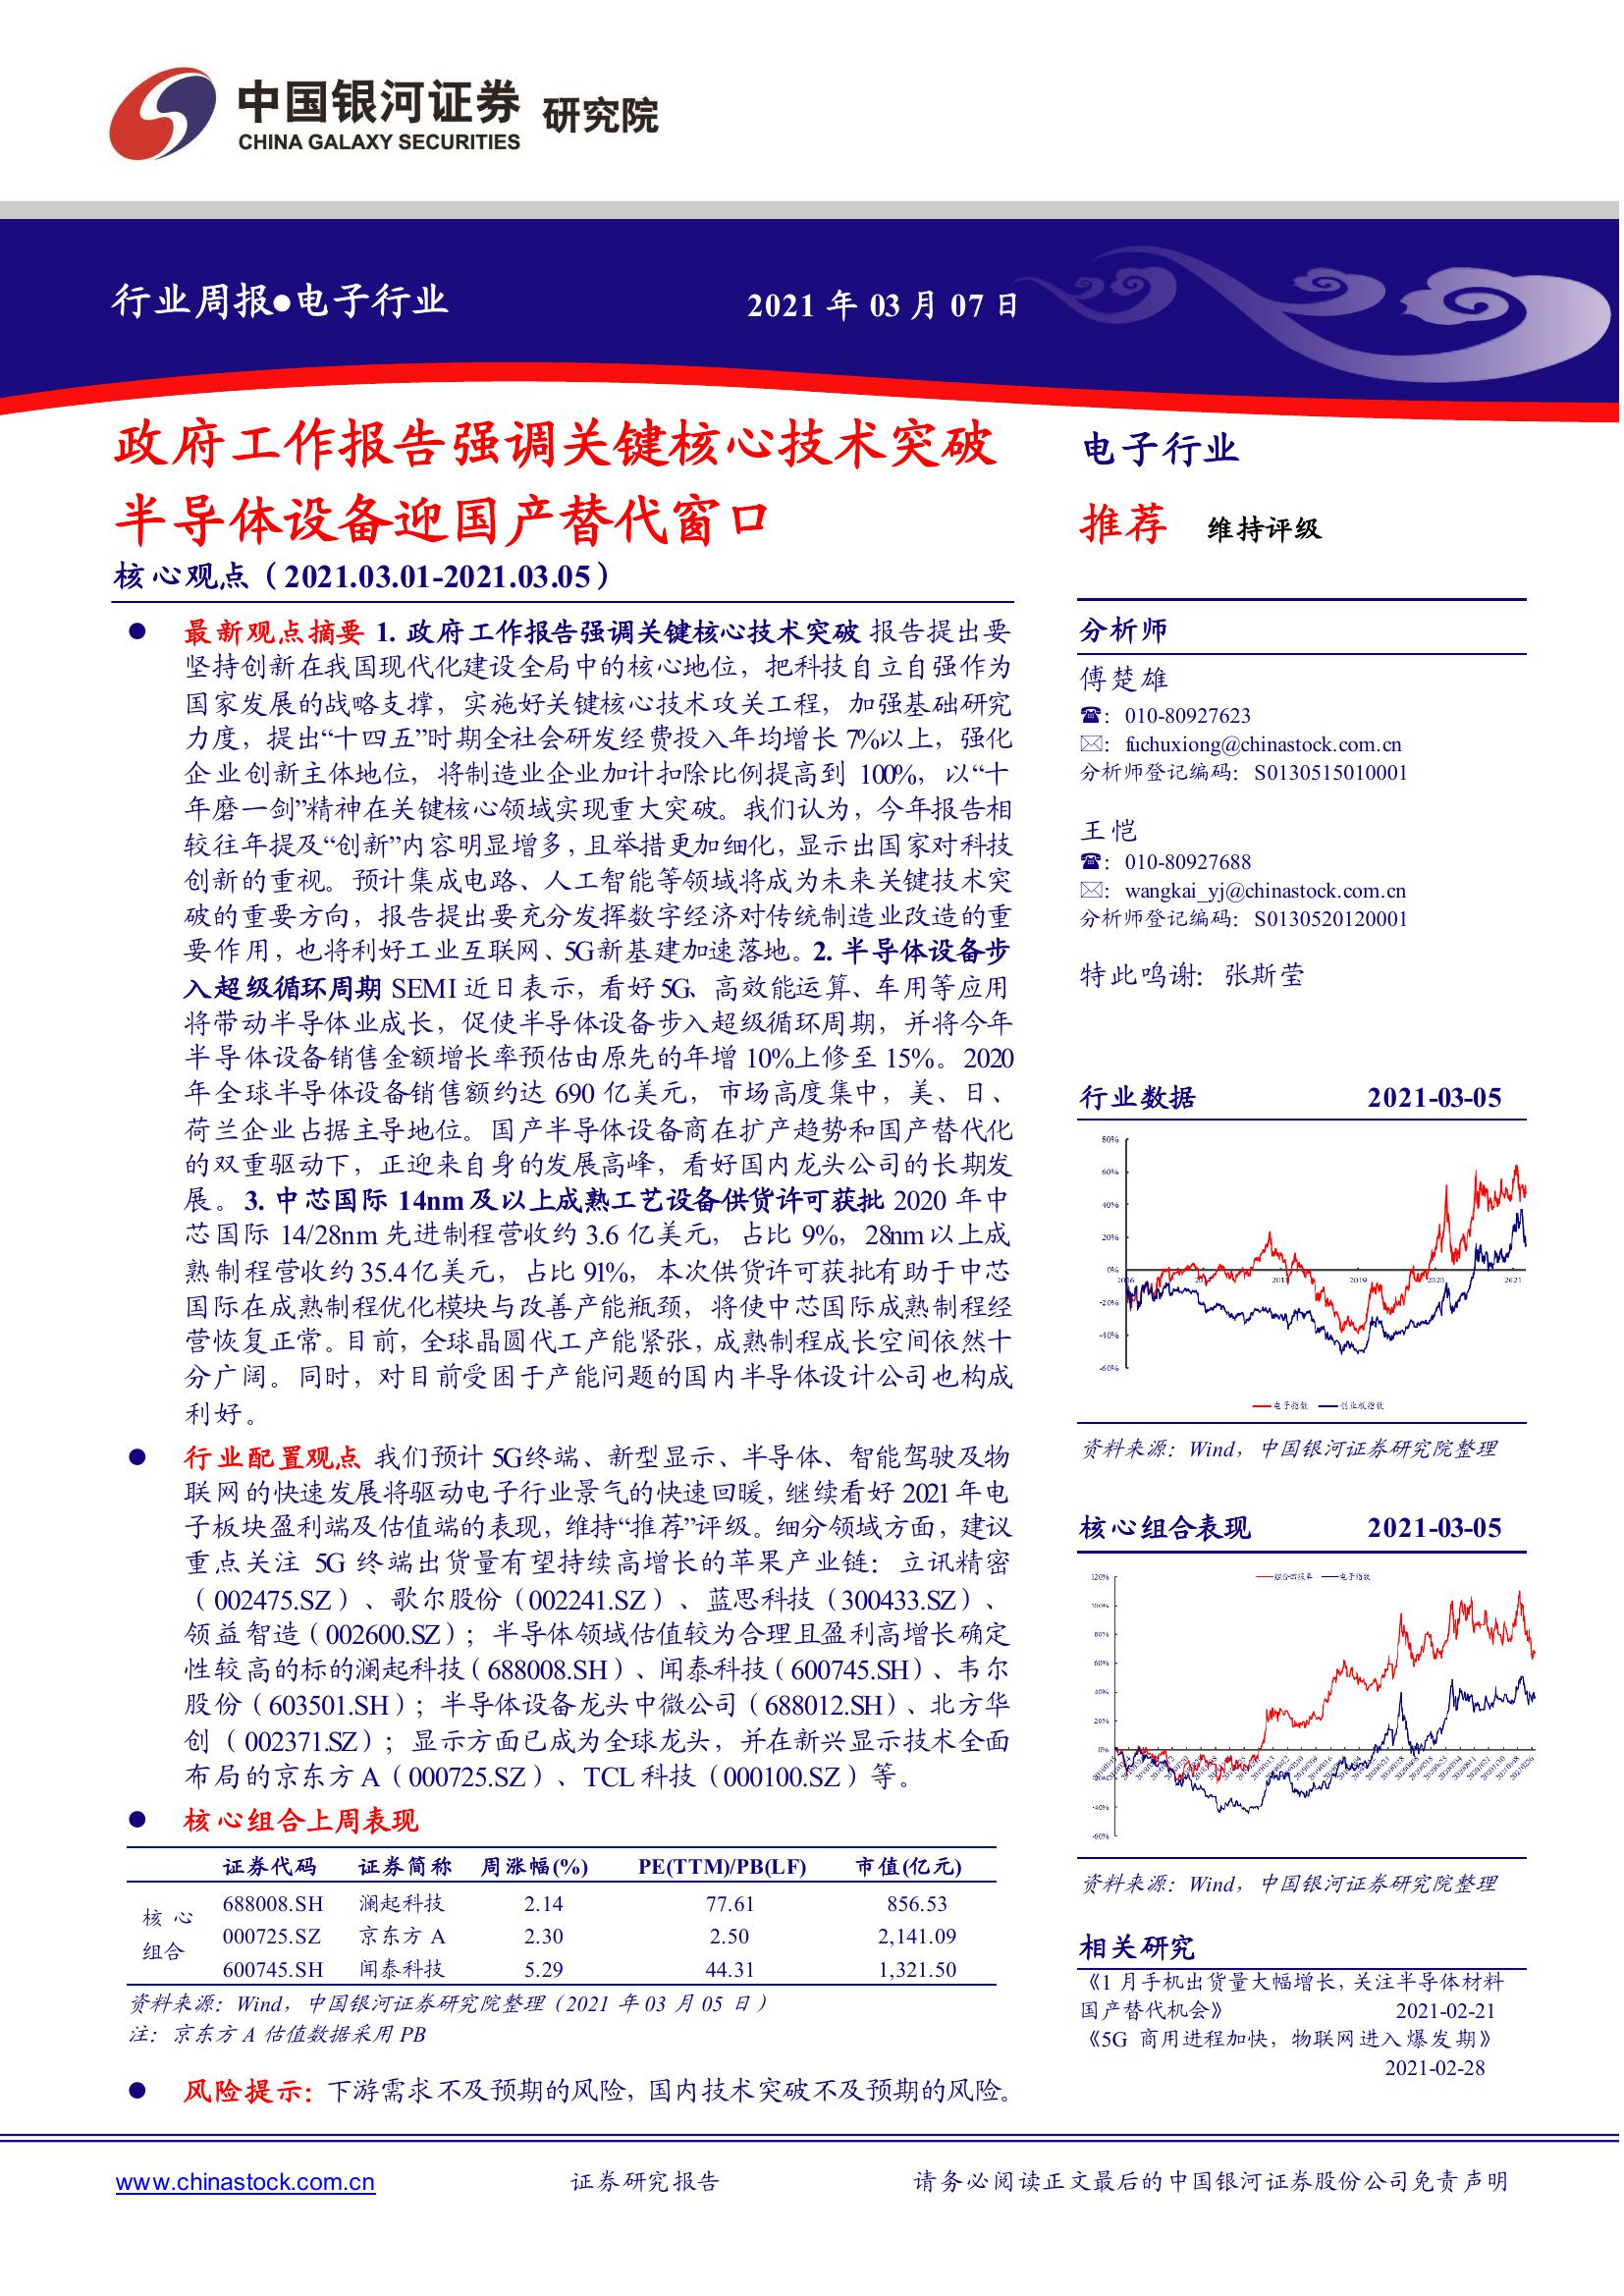 中国银河证券 研究院
CHINA GALAXY SECURITIES
行业周报●电子行业
2021 年 03 月 07 日
政府工作报告强调关键核心技术突破
半导体设备迎国产替代窗口
核心观点（2021.03.01-2021.03.05）
● 最新观点摘要 1. 政府工作报告强调关键核心技术突破 报告提出要
坚持创新在我国现代化建设全局中的核心地位，把科技自立自强作为
国家发展的战略支撑，实施好关键核心技术攻关工程，加强基础研究
力度，提出“十四五”时期全社会研发经费投入年均增长 7%以上，强化
企业创新主体地位，将制造业企业加计扣除比例提高到 100%，以“十
年磨一剑”精神在关键核心领域实现重大突破。我们认为，今年报告相
较往年提及“创新”内容明显增多，且举措更加细化，显示出国家对科技
创新的重视。预计集成电路、人工智能等领域将成为未来关键技术突
破的重要方向，报告提出要充分发挥数字经济对传统制造业改造的重
要作用，也将利好工业互联网、5G新基建加速落地。2. 半导体设备步
入超级循环周期 SEMI 近日表示，看好 5G、高效能运算、车用等应用
将带动半导体业成长，促使半导体设备步入超级循环周期，并将今年
半导体设备销售金额增长率预估由原先的年增 10%上修至 15%。2020
年全球半导体设备销售额约达 690 亿美元，市场高度集中，美、日、
荷兰企业占据主导地位。国产半导体设备商在扩产趋势和国产替代化
的双重驱动下，正迎来自身的发展高峰，看好国内龙头公司的长期发
展。3. 中芯国际 14nm 及以上成熟工艺设备供货许可获批 2020 年中
芯国际 14/28nm 先进制程营收约 3.6 亿美元，占比 9%，28nm 以上成
熟制程营收约 35.4 亿美元，占比 91%，本次供货许可获批有助于中芯
国际在成熟制程优化模块与改善产能瓶颈，将使中芯国际成熟制程经
营恢复正常。目前，全球晶圆代工产能紧张，成熟制程成长空间依然十
分广阔。同时，对目前受困于产能问题的国内半导体设计公司也构成
利好。
● 行业配置观点 我们预计 5G终端、新型显示、半导体、智能驾驶及物
联网的快速发展将驱动电子行业景气的快速回暖，继续看好 2021 年电
子板块盈利端及估值端的表现，维持“推荐”评级。细分领域方面，建议
重点关注 5G 终端出货量有望持续高增长的苹果产业链：立讯精密
（002475.SZ）、歌尔股份（002241.SZ）、蓝思科技（300433.SZ）、
领益智造（002600.SZ）；半导体领域估值较为合理且盈利高增长确定
性较高的标的澜起科技（688008.SH）、闻泰科技（600745.SH）、韦尔
股份（603501.SH）；半导体设备龙头中微公司（688012.SH）、北方华
创（002371.SZ）；显示方面已成为全球龙头，并在新兴显示技术全面
布局的京东方 A（000725.SZ）、TCL 科技（000100.SZ）等。
● 核心组合上周表现
证券代码 证券简称 周涨幅(%) PE(TTM)/PB(LF) 市值(亿元)
核心组合
688008.SH 澜起科技 2.14 77.61 856.53
000725.SZ 京东方 A 2.30 2.50 2,141.09
600745.SH 闻泰科技 5.29 44.31 1,321.50
资料来源：Wind，中国银河证券研究院整理（2021 年 03 月 05 日）
注：京东方 A 估值数据采用 PB
● 风险提示：下游需求不及预期的风险，国内技术突破不及预期的风险。
电子行业
推荐 维持评级
分析师
傅楚雄
☎：010-80927623
✉：fuchuxiong@chinastock.com.cn
分析师登记编码：S0130515010001
王恺
☎：010-80927688
✉：wangkai_yj@chinastock.com.cn
分析师登记编码：S0130520120001
特此鸣谢：张斯莹
行业数据 2021-03-05
80%
60%
40%
20%
0%
-20%
-40%
-60%
2019
2021
电子指数 创业板指数
资料来源：Wind，中国银河证券研究院整理
核心组合表现 2021-03-05
120%
100%
80%
60%
40%
20%
0%
-20%
-40%
-60%
综合回报率 电子指数
资料来源：Wind，中国银河证券研究院整理
相关研究
《1 月手机出货量大幅增长，关注半导体材料
国产替代机会》 2021-02-21
《5G 商用进程加快，物联网进入爆发期》
2021-02-28
www.chinastock.com.cn
证券研究报告
请务必阅读正文最后的中国银河证券股份公司免责声明